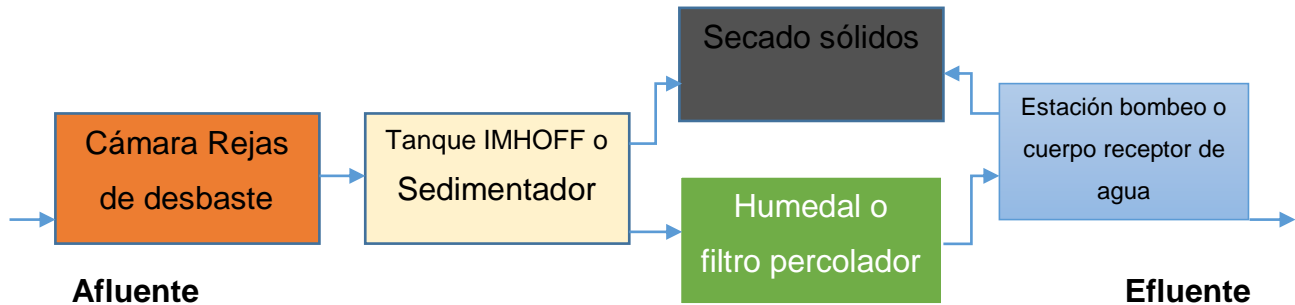 Secado sólidos
Cámara Rejas
de desbaste
Tanque IMHOFF o
Sedimentador
Estación bombeo o
cuerpo receptor de
agua
Humedal o
filtro percolador
Afluente
Efluente